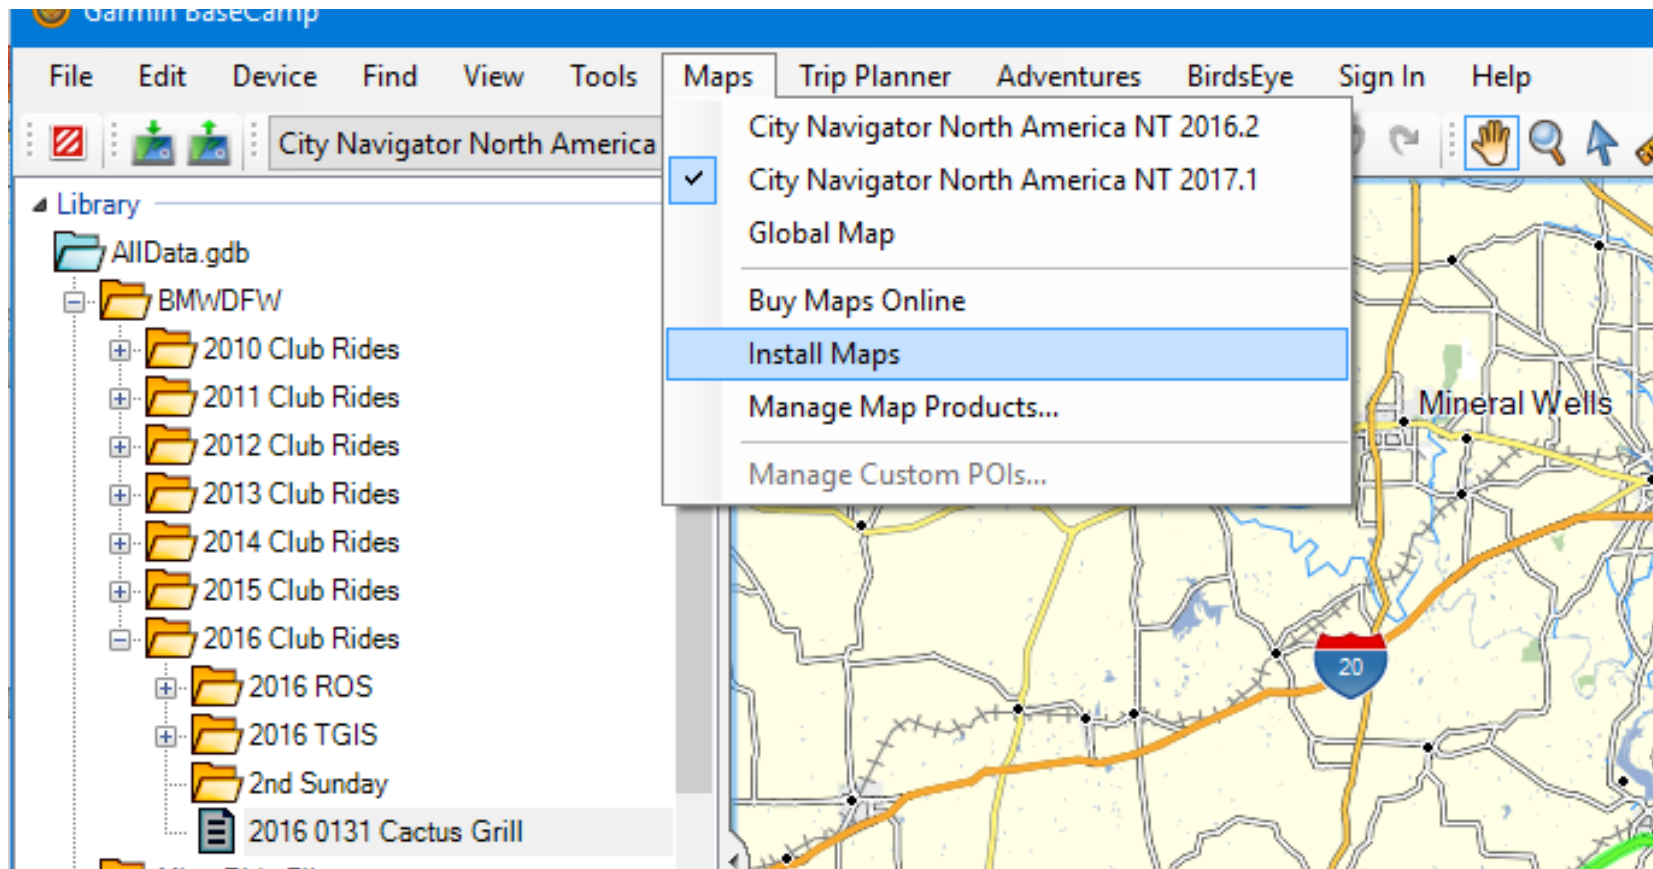 Garmin BaseCamp
File Edit Device Find View Tools Maps Trip Planner Adventures BirdsEye Sign In Help
City Navigator North America
City Navigator North America NT 2016.2
City Navigator North America NT 2017.1
Global Map
Buy Maps Online
Install Maps
Manage Map Products...
Manage Custom POIs...
Library
AllData.gdb
BMWDFW
2010 Club Rides
2011 Club Rides
2012 Club Rides
2013 Club Rides
2014 Club Rides
2015 Club Rides
2016 Club Rides
2016 ROS
2016 TGIS
2nd Sunday
2016 0131 Cactus Grill
Mineral Wells
20